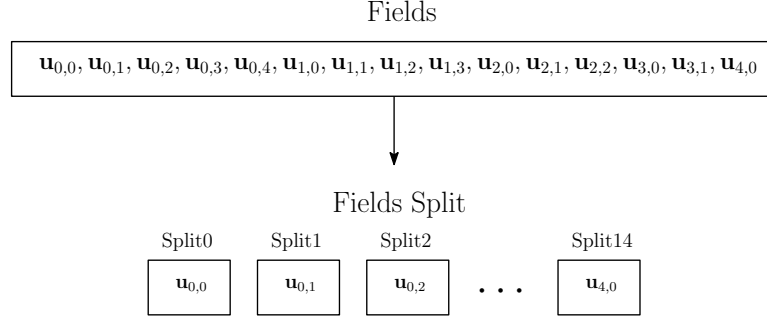 Fields
u0,0, u0,1, u0,2, u0,3, u0,4, u1,0, u1,1, u1,2, u1,3, u2,0, u2,1, u2,2, u3,0, u3,1, u4,0
Fields Split
Split0 Split1 Split2 Split14
u0,0 u0,1 u0,2 ... u4,0